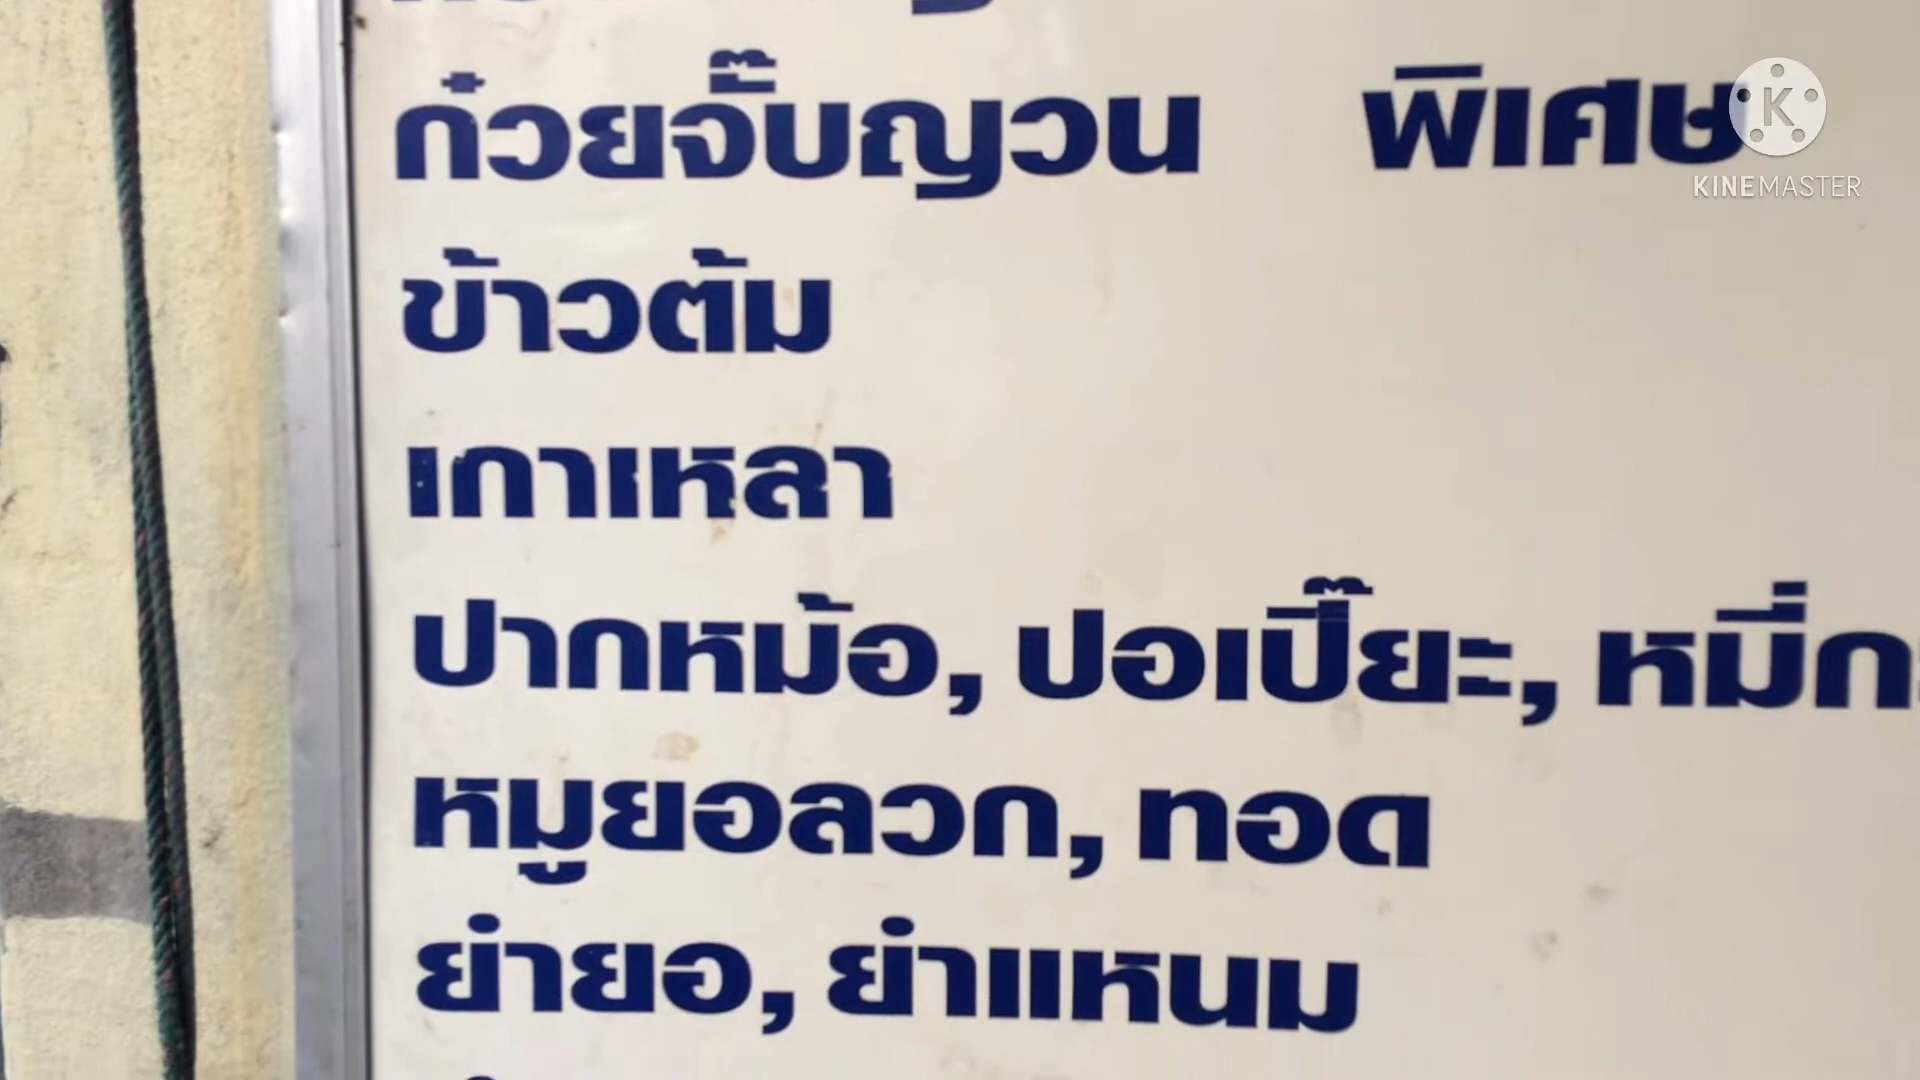 ก๋วยจั๊บญวน พิเศษ
KINEMASTER
ข้าวต้ม
เกาเหลา
ปากหม้อ, ปอเปี๊ยะ, หมี่ก
หมูยอลวก, ทอด
ยำยอ, ยำแหนม